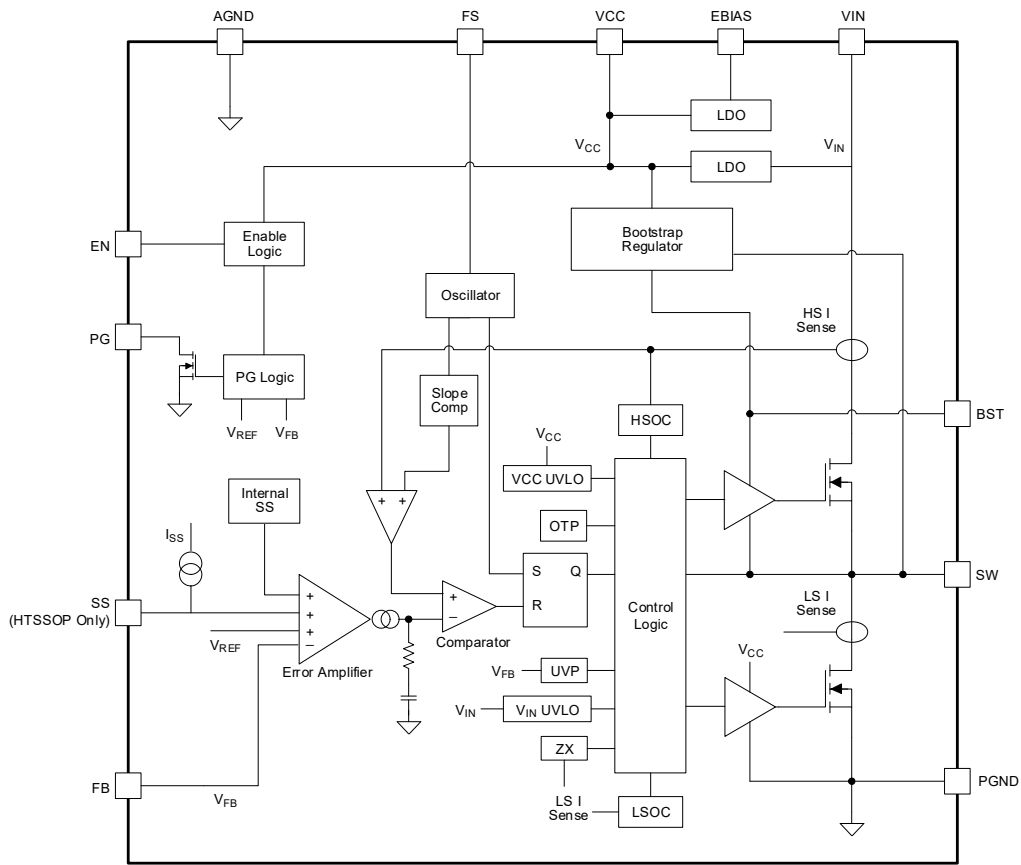 AGND
FS
VCC
EBIAS
VIN
LDO
VCC
LDO
VIN
EN
Enable
Logic
Bootstrap
Regulator
Oscillator
PG
PG Logic
VREF
VFB
Slope
Comp
HS I
Sense
HSOC
BST
VCC
VCC UVLO
Internal
SS
ISS
OTP
+ +
S
Q
R
SS
(HTSSOP Only)
+
+
+
−
VREF
Error Amplifier
+
−
Comparator
Control
Logic
SW
LS I
Sense
VCC
VFB
UVP
VIN
VIN UVLO
ZX
LS I
Sense
LSOC
FB
VFB
PGND